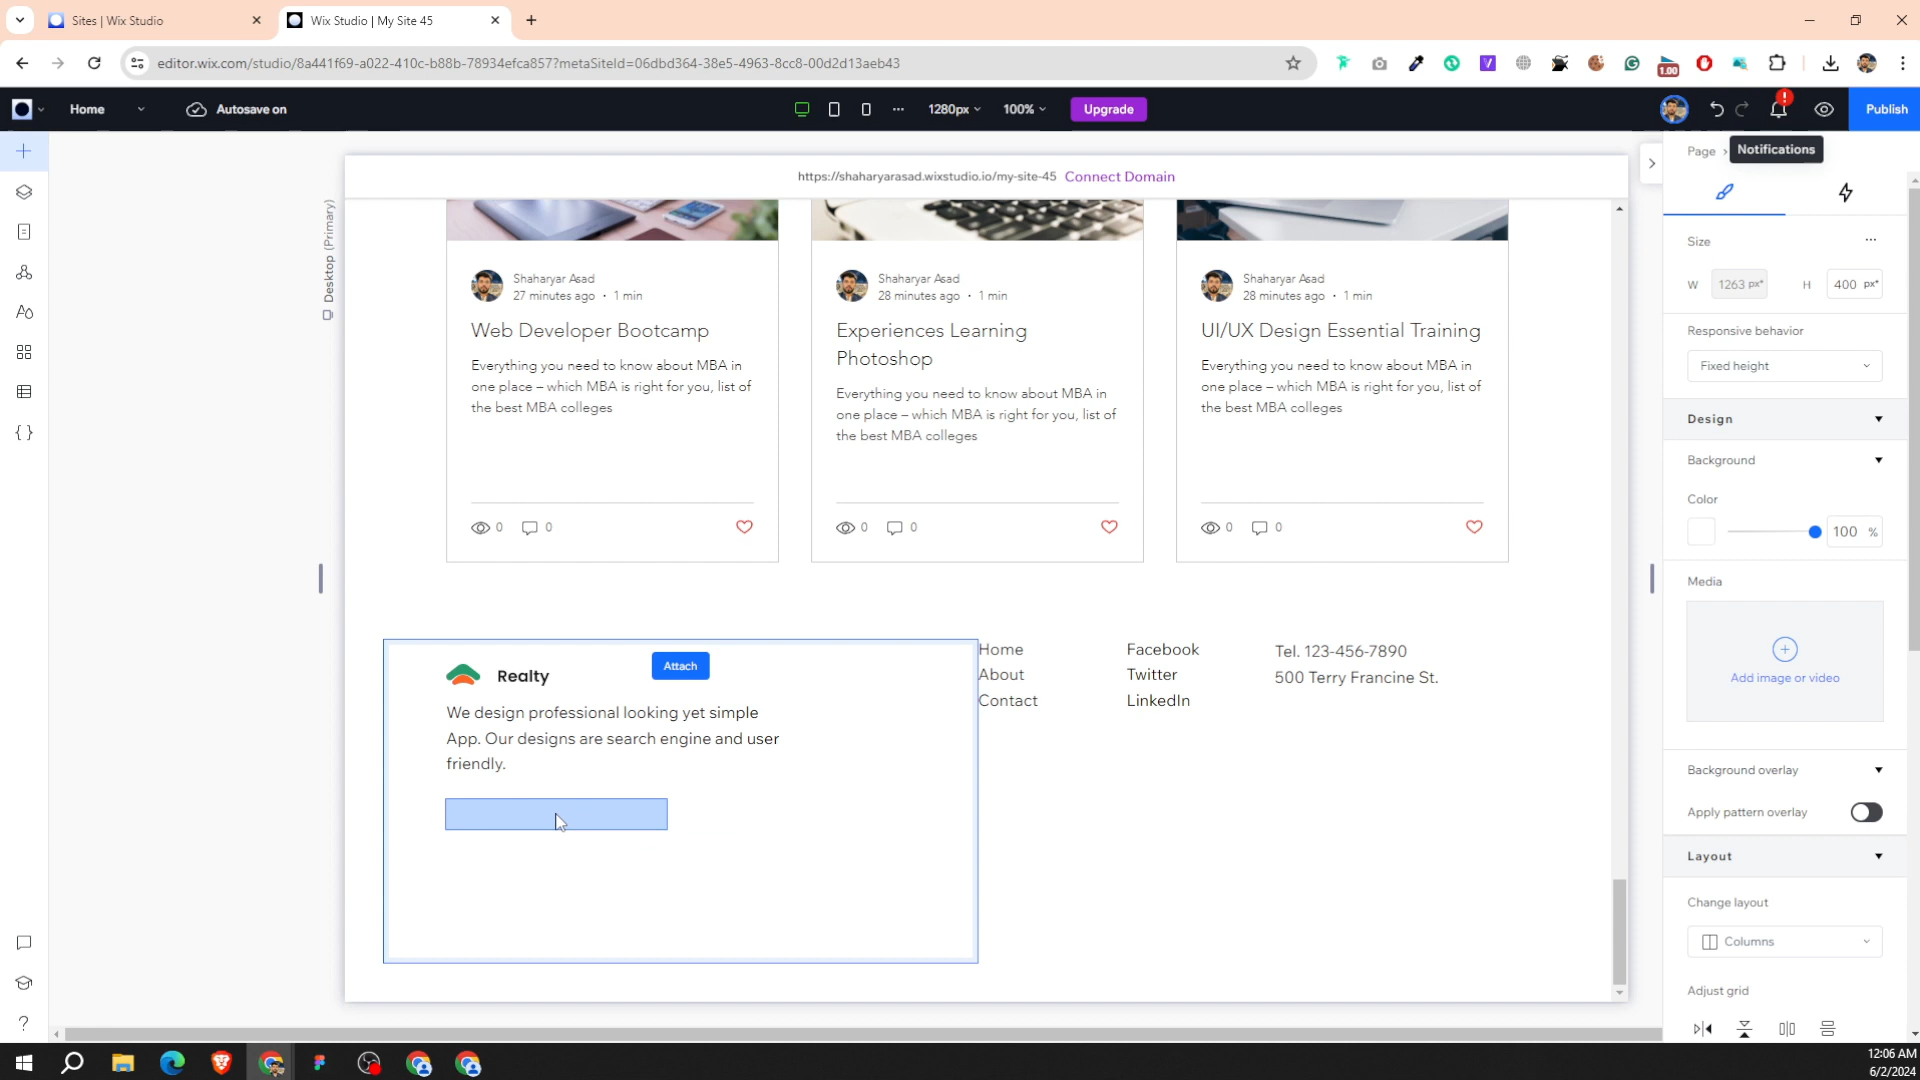 Sites | Wix Studio
Wix Studio | My Site 45
editor.wix.com/studio/8a441f69-a022-410c-b88b-78934efca857?metaSiteId=06dbd364-38e5-4963-8cc8-00d2d13aeb43
1.00
Home
Autosave on
1280px
100%
Upgrade
Publish
Page
Notifications
https://shaharyarasad.wixstudio.io/my-site-45 Connect Domain
Desktop (Primary)
Shaharyar Asad
27 minutes ago · 1 min
Web Developer Bootcamp
Everything you need to know about MBA in
one place – which MBA is right for you, list of
the best MBA colleges
0 0
Shaharyar Asad
28 minutes ago · 1 min
Experiences Learning
Photoshop
Everything you need to know about MBA in
one place – which MBA is right for you, list of
the best MBA colleges
0 0
Shaharyar Asad
28 minutes ago · 1 min
UI/UX Design Essential Training
Everything you need to know about MBA in
one place – which MBA is right for you, list of
the best MBA colleges
0 0
Realty
Attach
We design professional looking yet simple
App. Our designs are search engine and user
friendly.
Home
About
Contact
Facebook
Twitter
LinkedIn
Tel. 123-456-7890
500 Terry Francine St.
Size
W 1263 px* H 400 px*
Responsive behavior
Fixed height
Design
Background
Color
100 %
Media
Add image or video
Background overlay
Apply pattern overlay
Layout
Change layout
Columns
Adjust grid
12:06 AM
6/2/2024